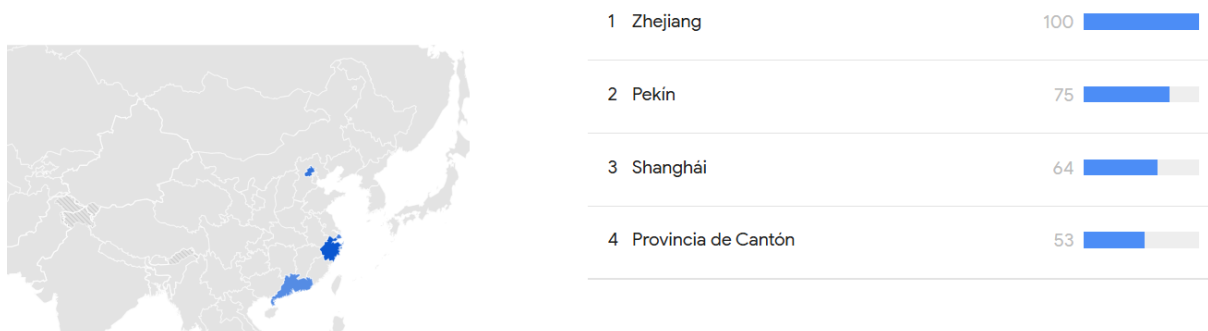 1 Zhejiang 100
2 Pekín 75
3 Shanghái 64
4 Provincia de Cantón 53